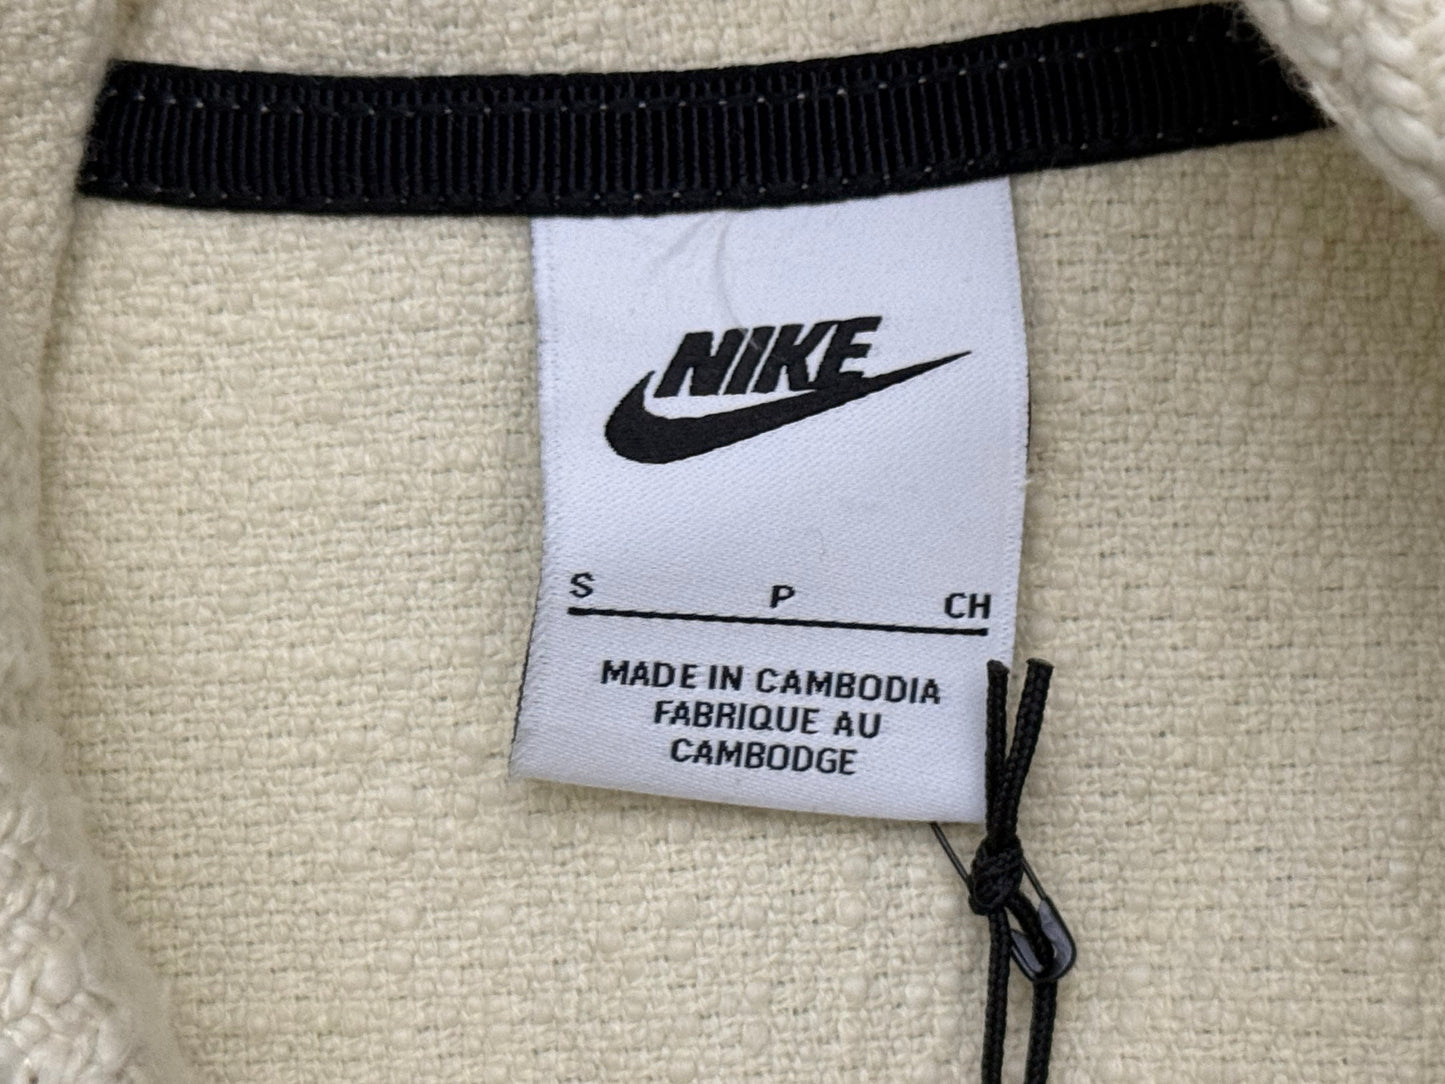 NIKE
S P CH
MADE IN CAMBODIA
FABRIQUE AU
CAMBODGE